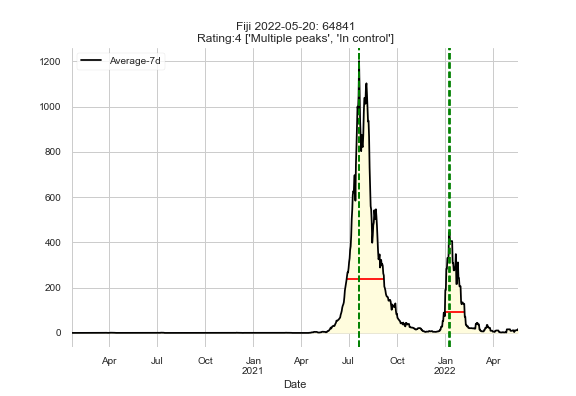 Fiji 2022-05-20: 64841
Rating:4 ['Multiple peaks', 'In control']
Average-7d
1200
1000
800
600
400
200
0
Apr Jul Oct Jan Apr Jul Oct Jan Apr
2021 2022
Date